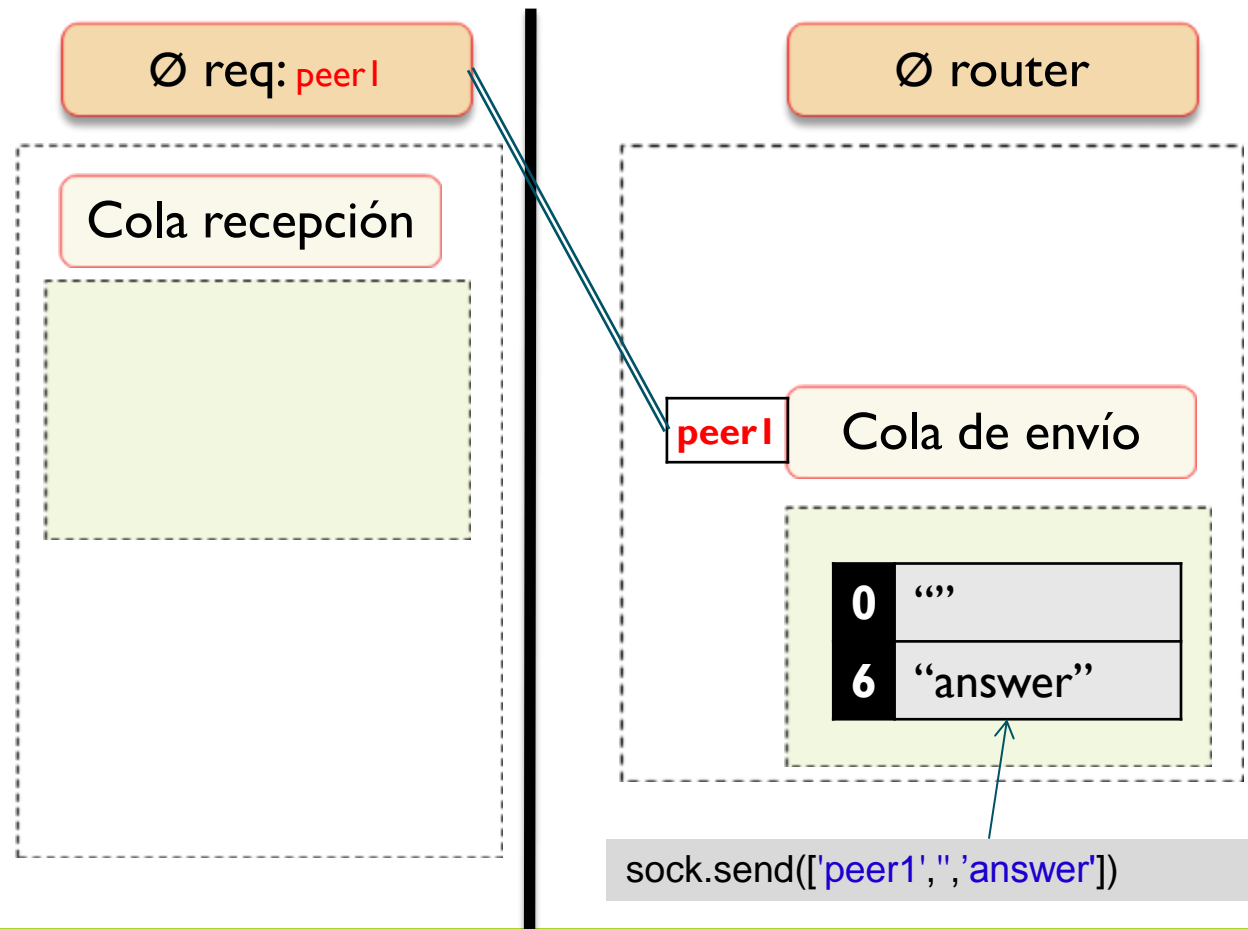 Ø req: peer1
Ø router
Cola recepción
peer1
Cola de envío
0 “”
6 “answer”
sock.send(['peer1','',’answer'])